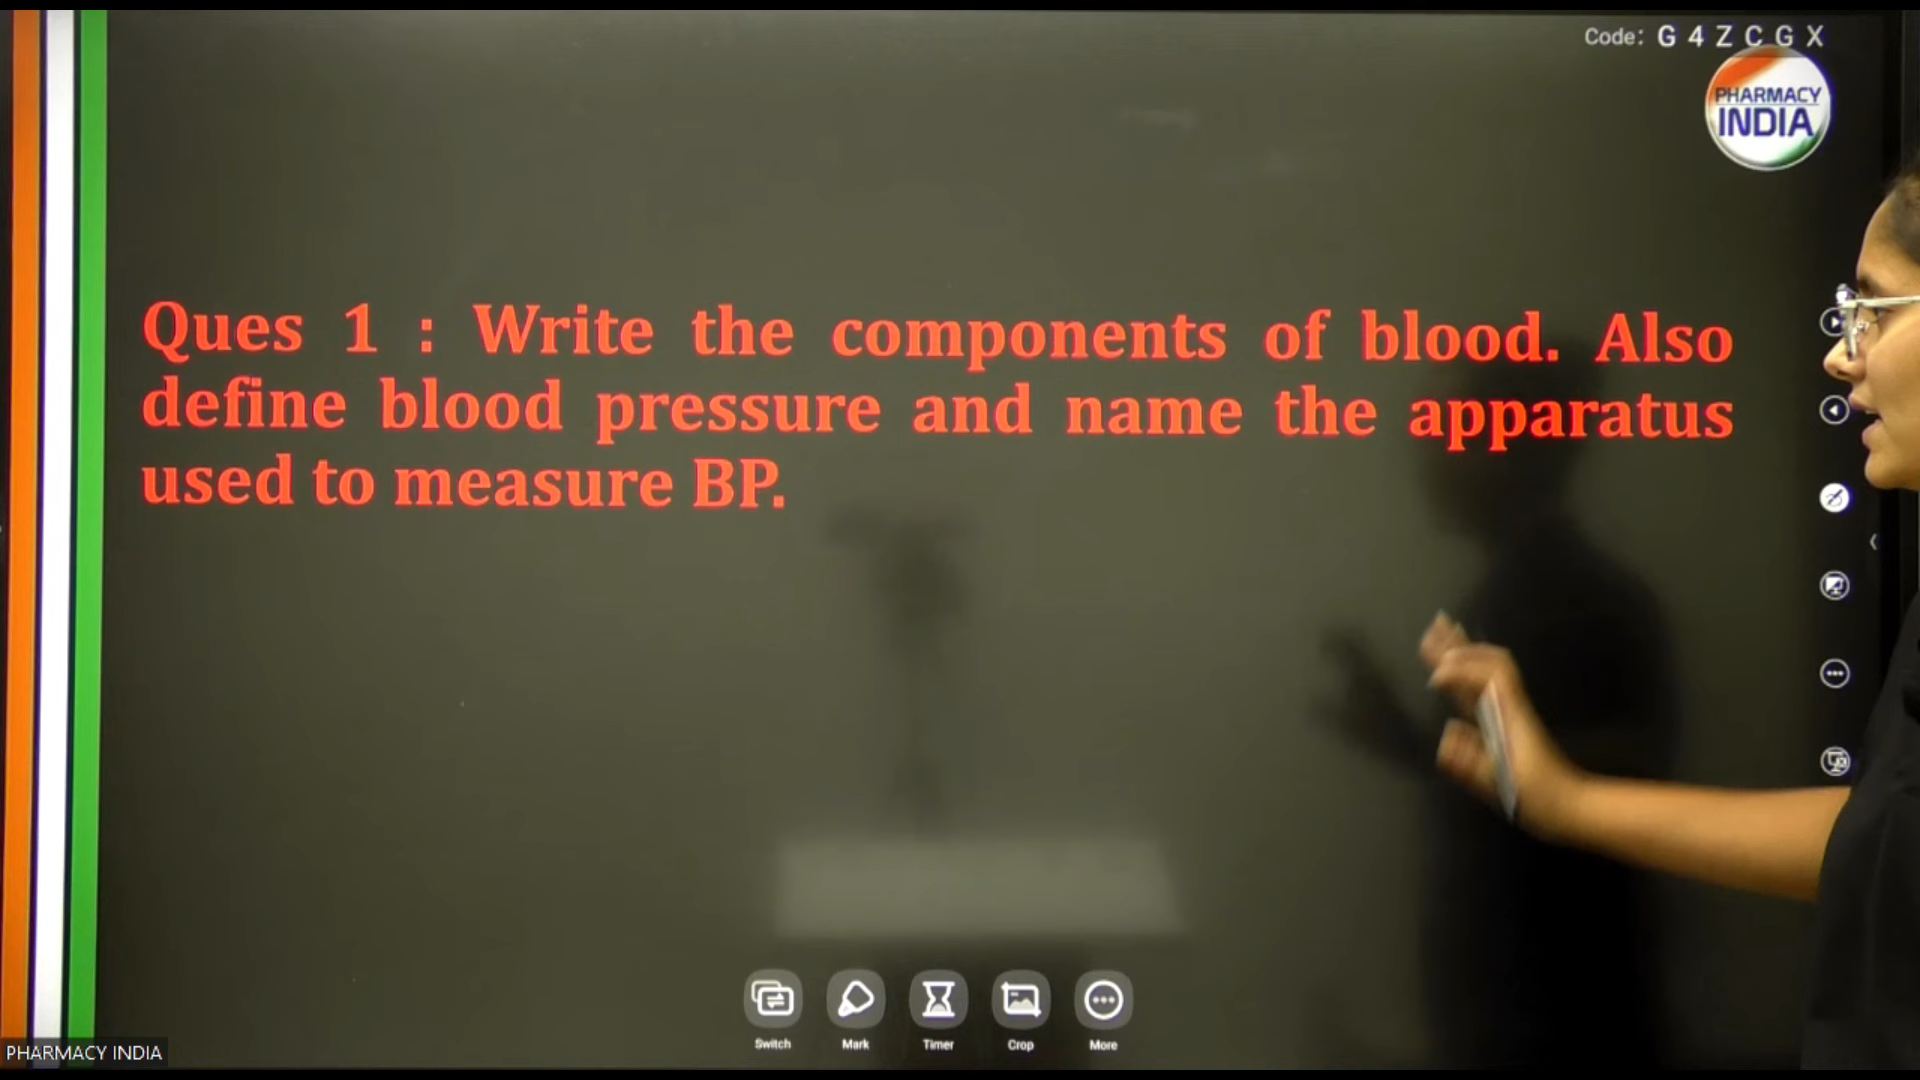 Code: G 4 Z C G X
PHARMACY
INDIA
Ques 1 : Write the components of blood. Also
define blood pressure and name the apparatus
used to measure BP.
Switch
Mark
Timer
Crop
More
PHARMACY INDIA